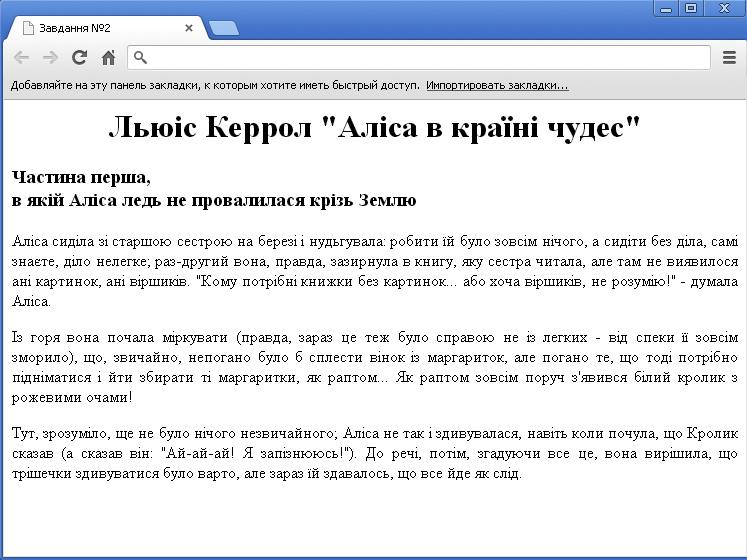 Завдання №2
Добавляйте на эту панель закладки, к которым хотите иметь быстрый доступ. Импортировать закладки...
Льюіс Керрол "Аліса в країні чудес"
Частина перша,
в якій Аліса ледь не провалилася крізь Землю
Аліса сиділа зі старшою сестрою на березі і нудьгувала: робити їй було зовсім нічого, а сидіти без діла, самі
знаєте, діло нелегке; раз-другий вона, правда, зазирнула в книгу, яку сестра читала, але там не виявилося
ані картинок, ані віршиків. "Кому потрібні книжки без картинок... або хоча віршиків, не розумію!" - думала
Аліса.
Із горя вона почала міркувати (правда, зараз це теж було справою не із легких - від спеки її зовсім
зморило), що, звичайно, непогано було б сплести вінок із маргариток, але погано те, що тоді потрібно
підніматися і йти збирати ті маргаритки, як раптом... Як раптом зовсім поруч з'явився білий кролик з
рожевими очами!
Тут, зрозуміло, ще не було нічого незвичайного; Аліса не так і здивувалася, навіть коли почула, що Кролик
сказав (а сказав він: "Ай-ай-ай! Я запізнююсь!"). До речі, потім, згадуючи все це, вона вирішила, що
трішечки здивуватися було варто, але зараз їй здавалось, що все йде як слід.